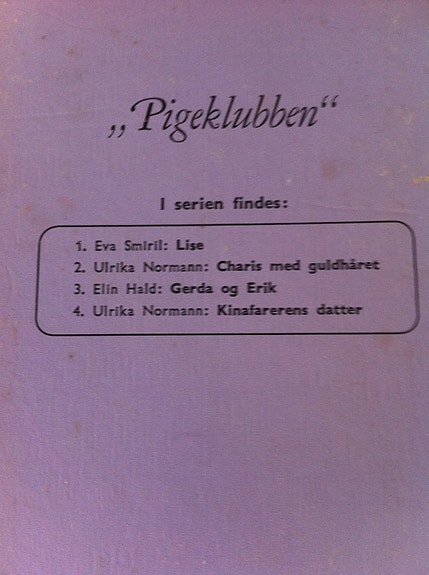 „Pigeklubben“
I serien findes:
1. Eva Smiril: Lise
2. Ulrika Normann: Charis med guldhåret
3. Elin Hald: Gerda og Erik
4. Ulrika Normann: Kinafarerens datter